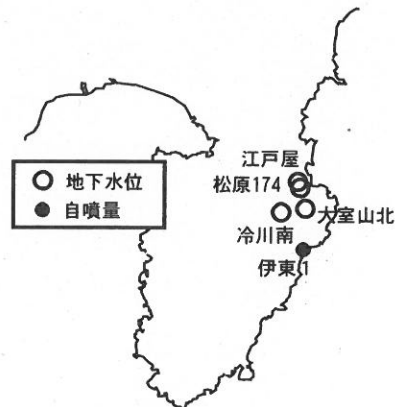 江戸屋
松原174
大室山北
冷川南
伊東1
地下水位
自噴量